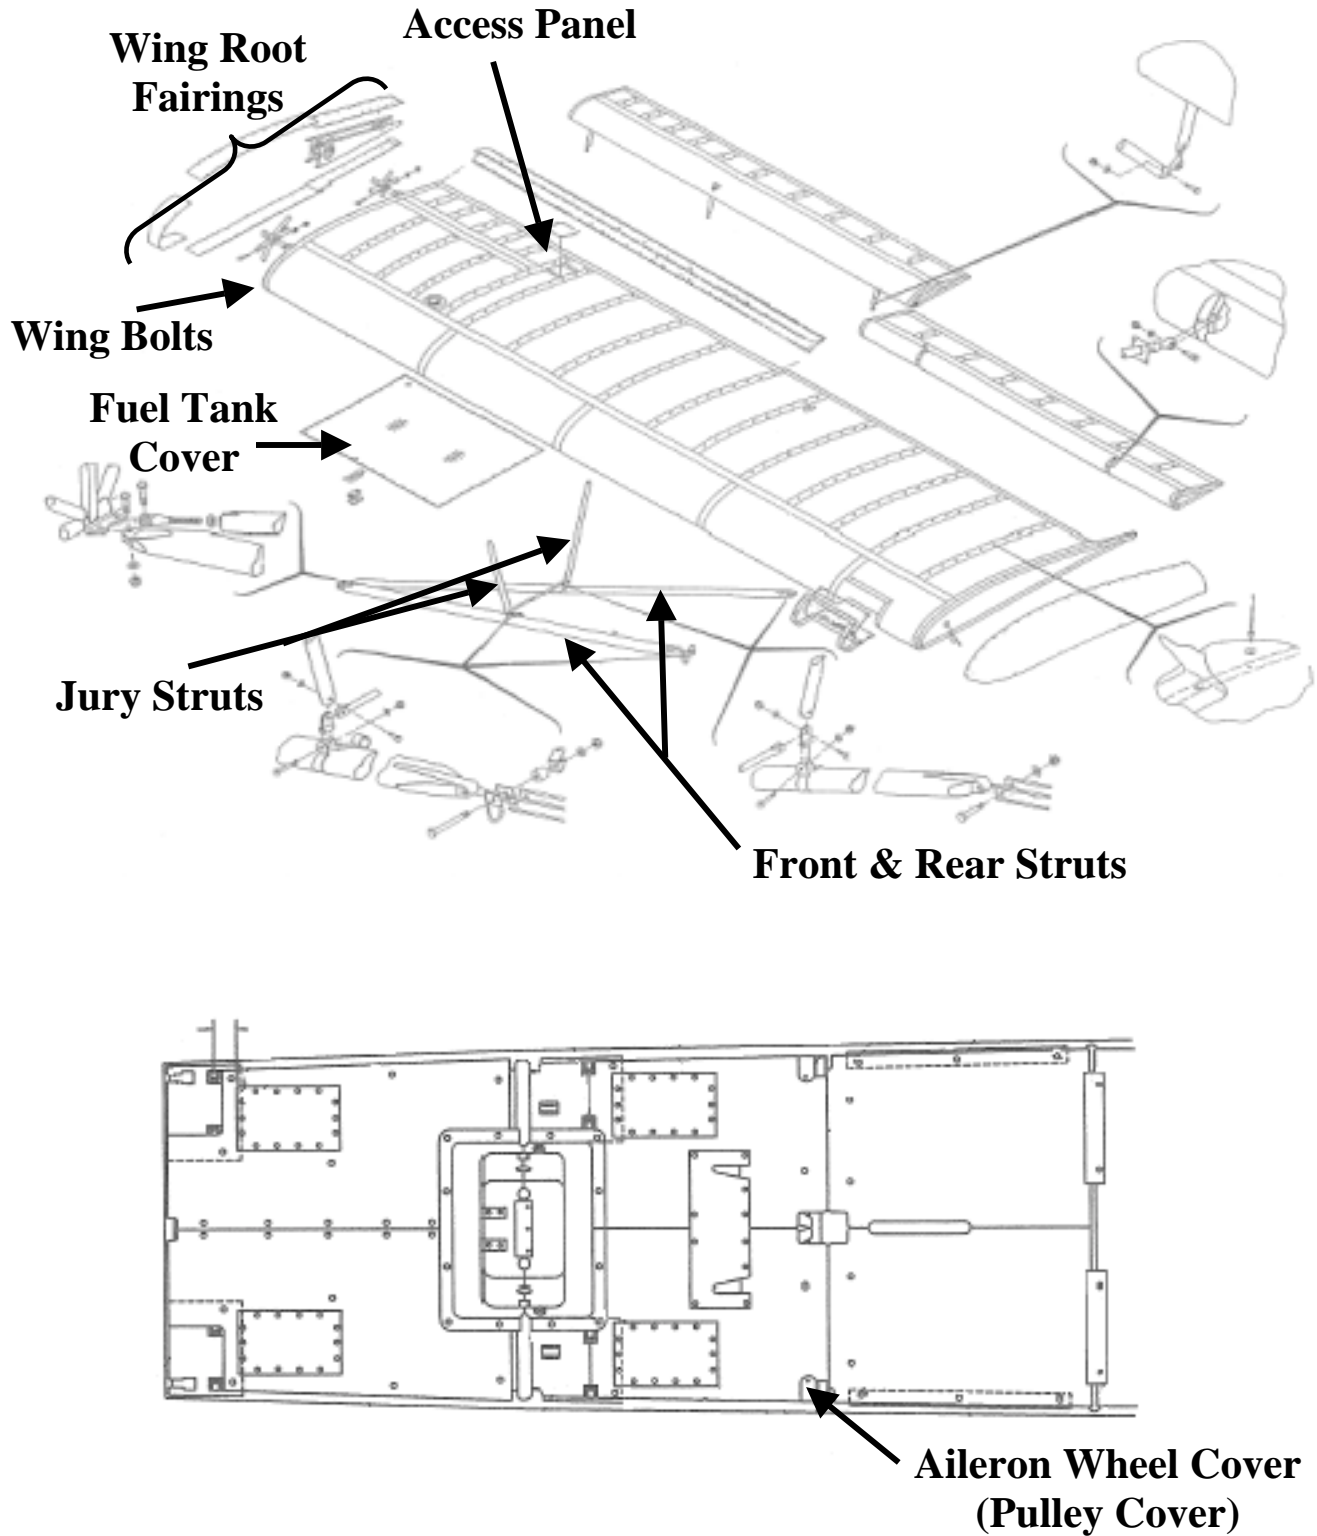 Access Panel
Wing Root
Fairings
Wing Bolts
Fuel Tank
Cover
Jury Struts
Front & Rear Struts
Aileron Wheel Cover
(Pulley Cover)